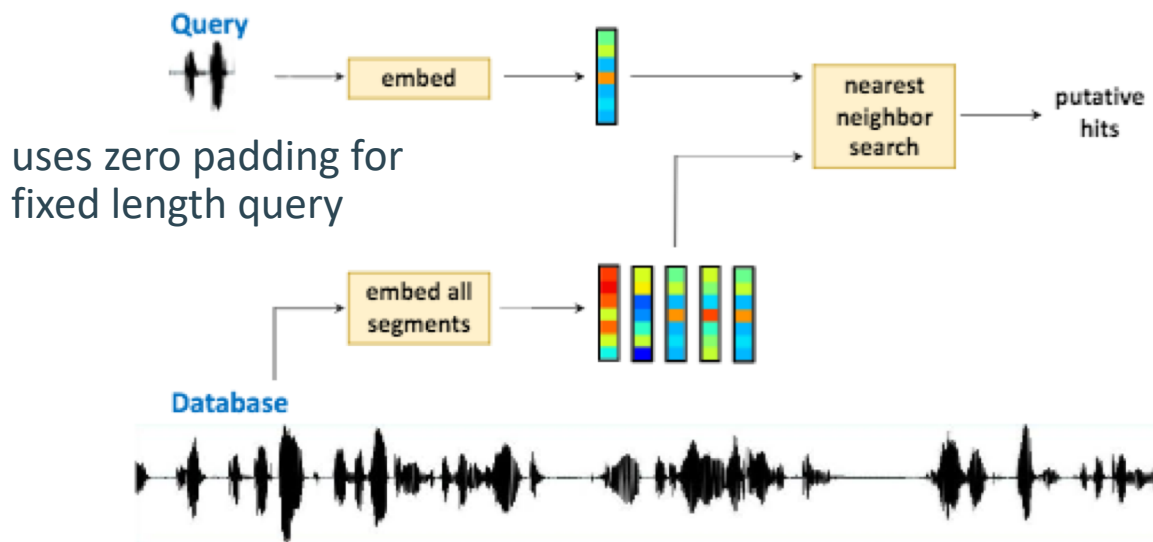 Query
embed
nearest
neighbor
search
putative
hits
uses zero padding for
fixed length query
embed all
segments
Database